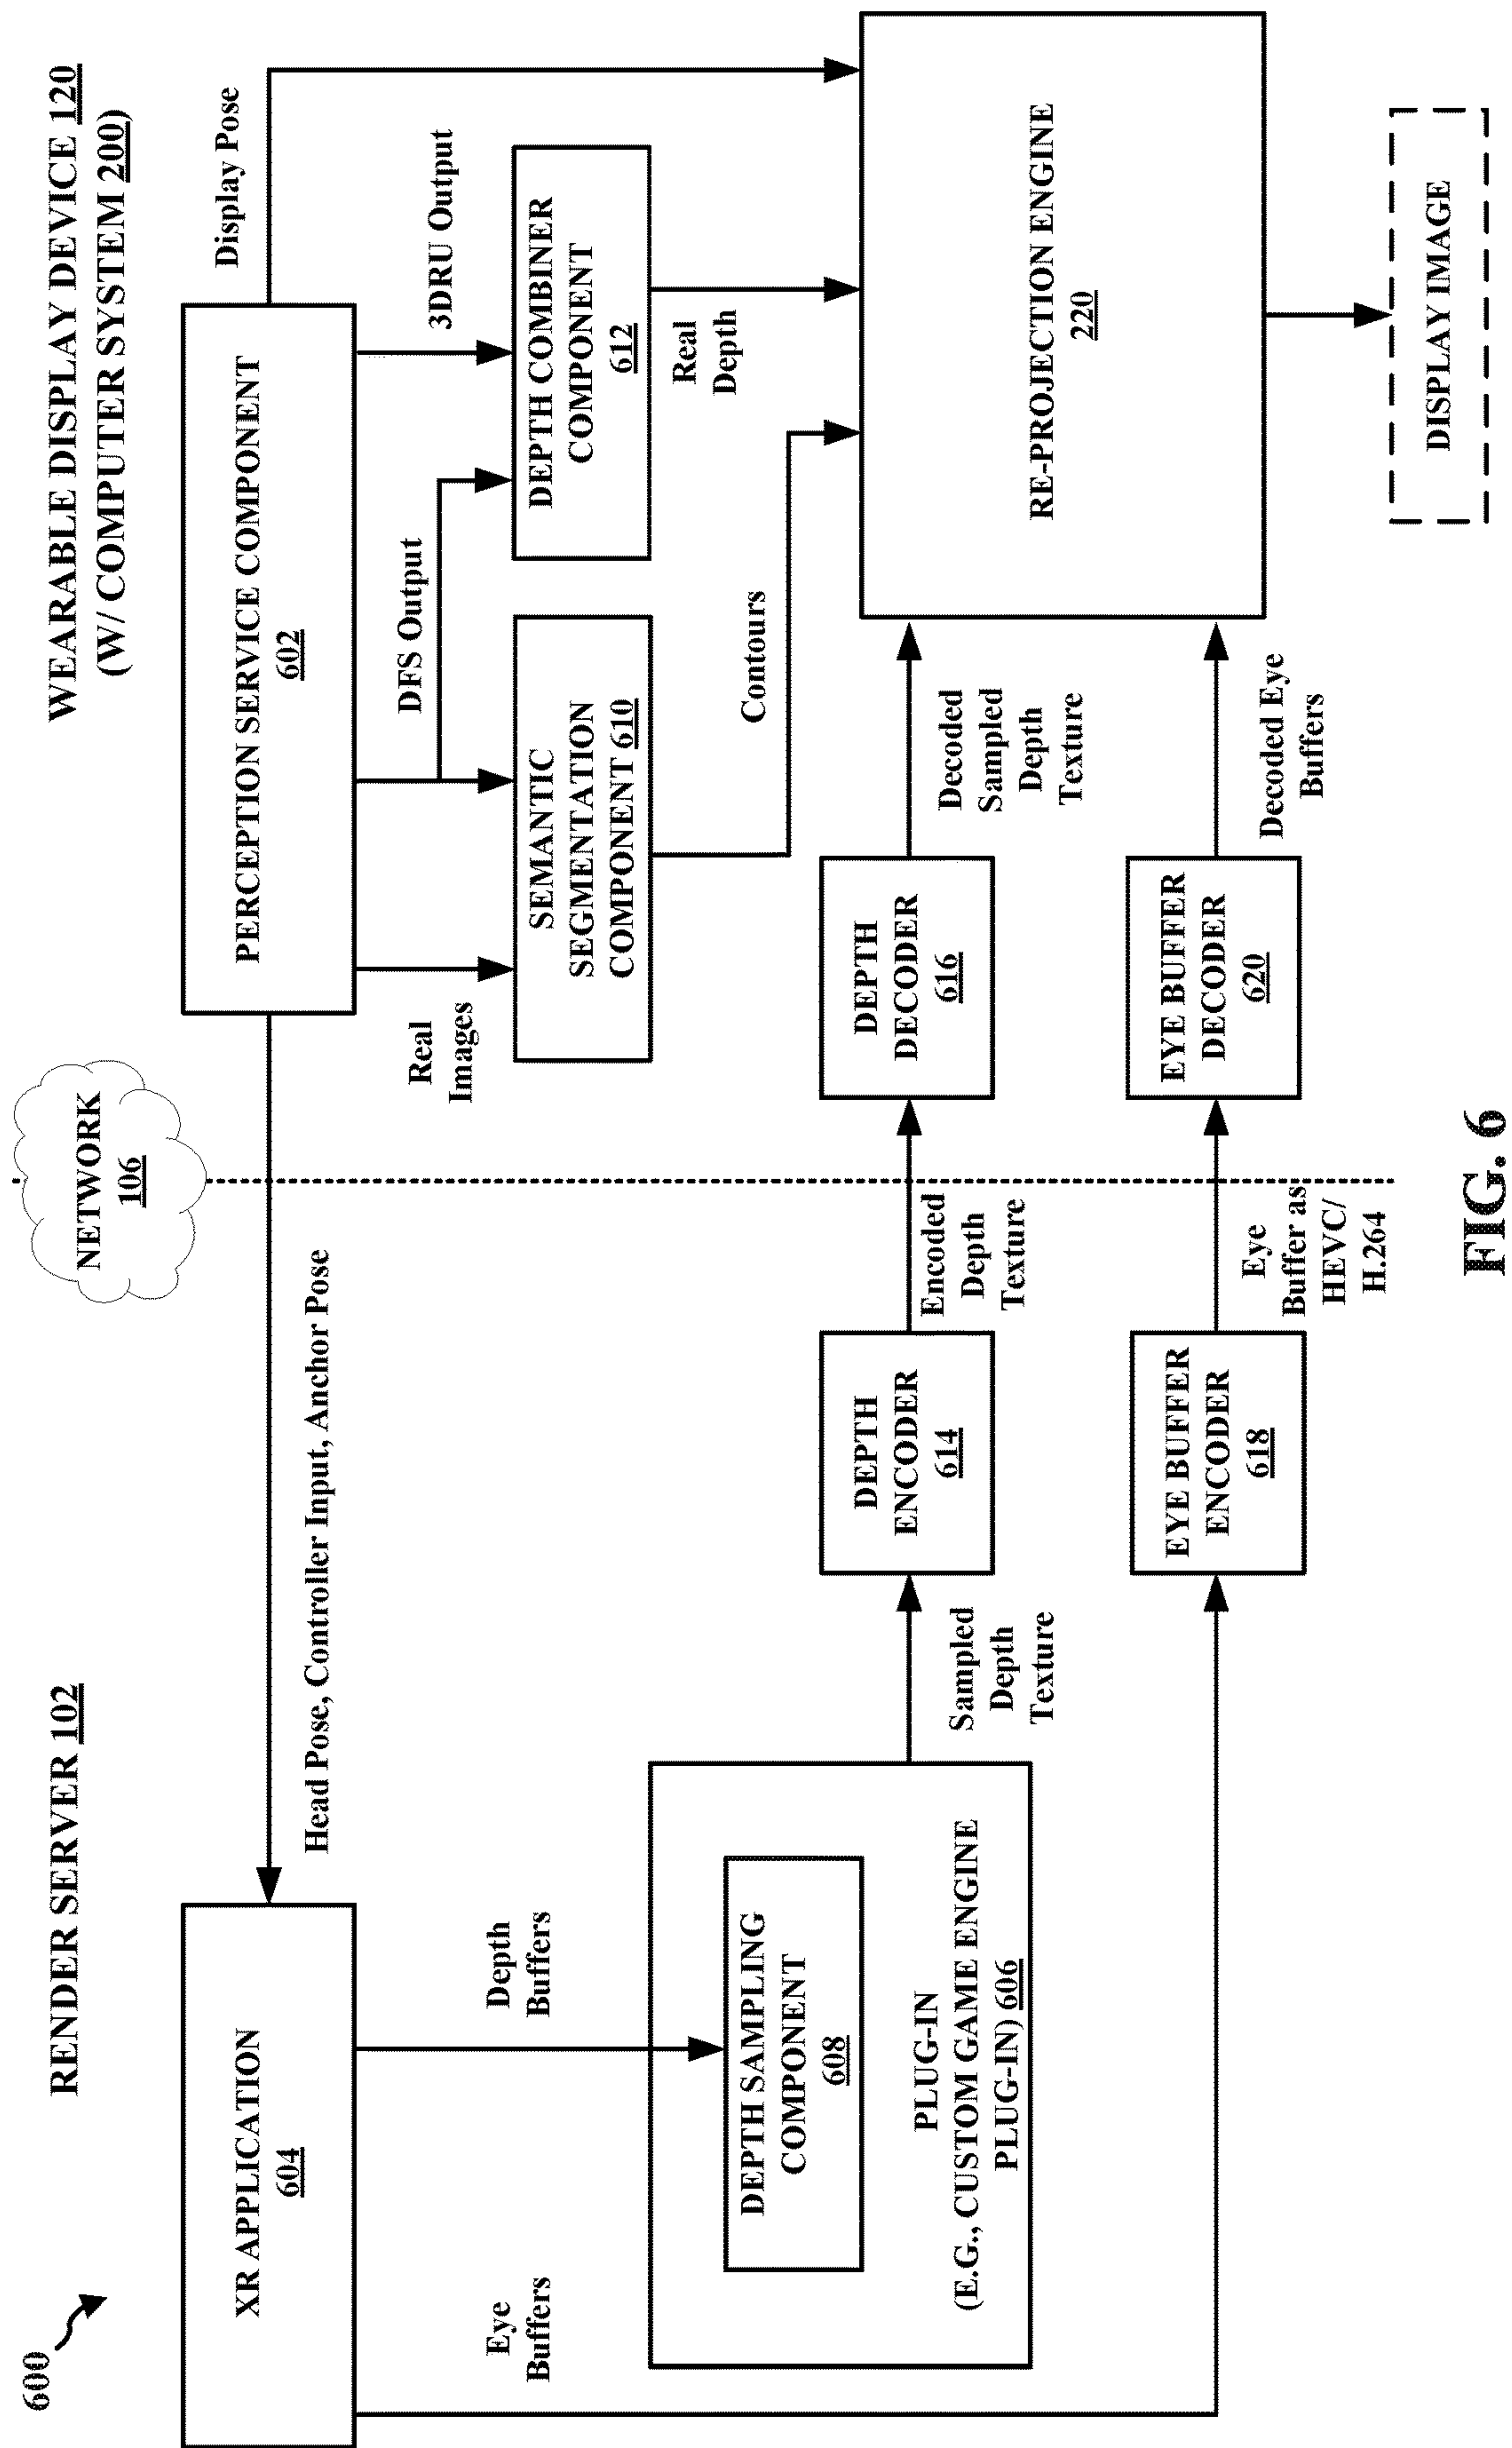 600
RENDER SERVER 102
NETWORK
106
WEARABLE DISPLAY DEVICE 120
(W/ COMPUTER SYSTEM 200)
XR APPLICATION
604
Head Pose, Controller Input, Anchor Pose
PERCEPTION SERVICE COMPONENT
602
Display Pose
Eye
Buffers
Depth
Buffers
Real
Images
DFS Output
3DRU Output
DEPTH SAMPLING
COMPONENT
608
PLUG-IN
(E.G., CUSTOM GAME ENGINE
PLUG-IN) 606
SEMANTIC
SEGMENTATION
COMPONENT 610
DEPTH COMBINER
COMPONENT
612
Contours
Real
Depth
Sampled
Depth
Texture
DEPTH
ENCODER
614
Encoded
Depth
Texture
DEPTH
DECODER
616
Decoded
Sampled
Depth
Texture
RE-PROJECTION ENGINE
220
EYE BUFFER
ENCODER
618
Eye
Buffer as
HEVC/
H.264
EYE BUFFER
DECODER
620
Decoded Eye
Buffers
DISPLAY IMAGE
FIG. 6